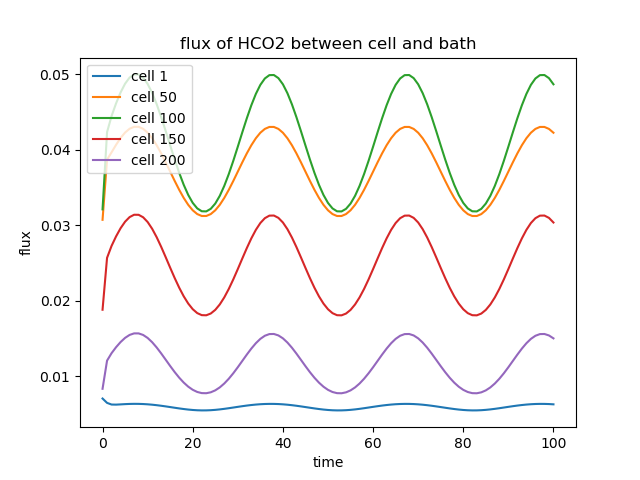 flux of HCO2 between cell and bath
cell 1
cell 50
cell 100
cell 150
cell 200
0.05
0.04
0.03
0.02
0.01
flux
0 20 40 60 80 100
time